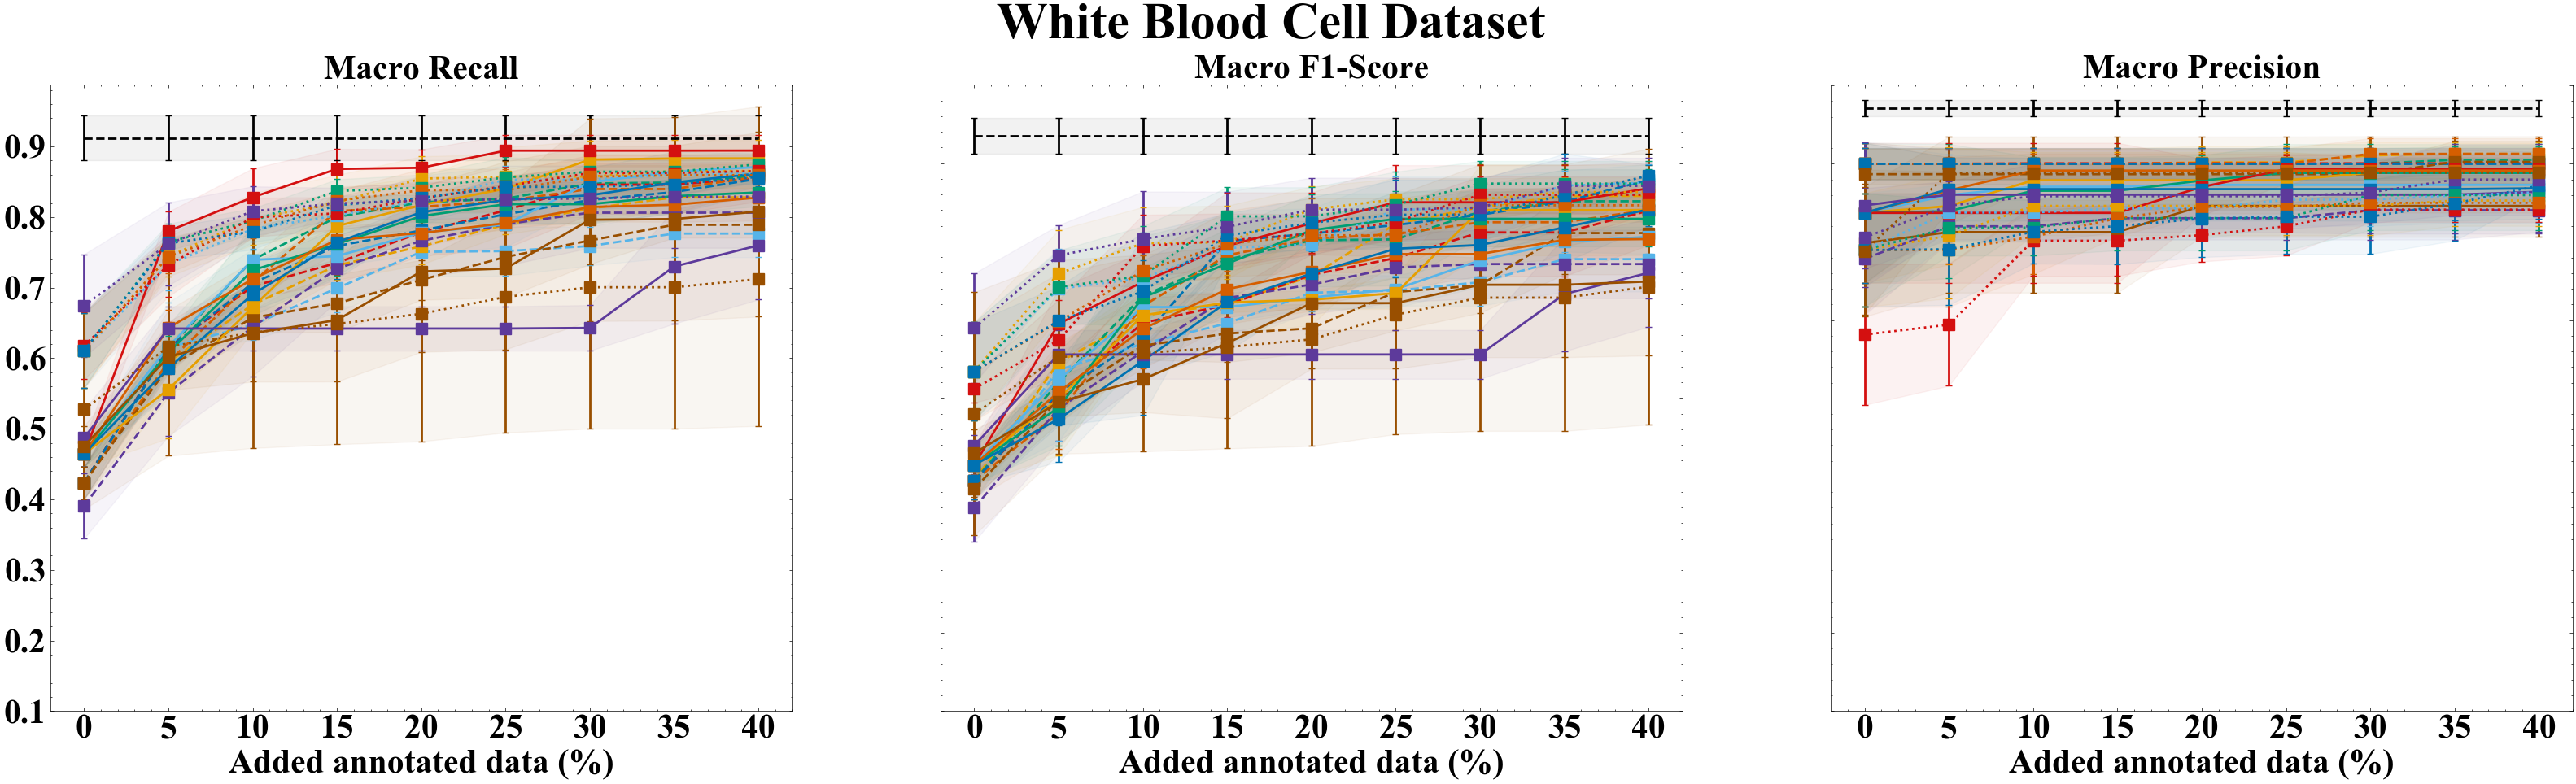 White Blood Cell Dataset
Macro Recall
0.9
0.8
0.7
0.6
0.5
0.4
0.3
0.2
0.1
0 5 10 15 20 25 30 35 40
Added annotated data (%)
Macro F1-Score
0 5 10 15 20 25 30 35 40
Added annotated data (%)
Macro Precision
0 5 10 15 20 25 30 35 40
Added annotated data (%)